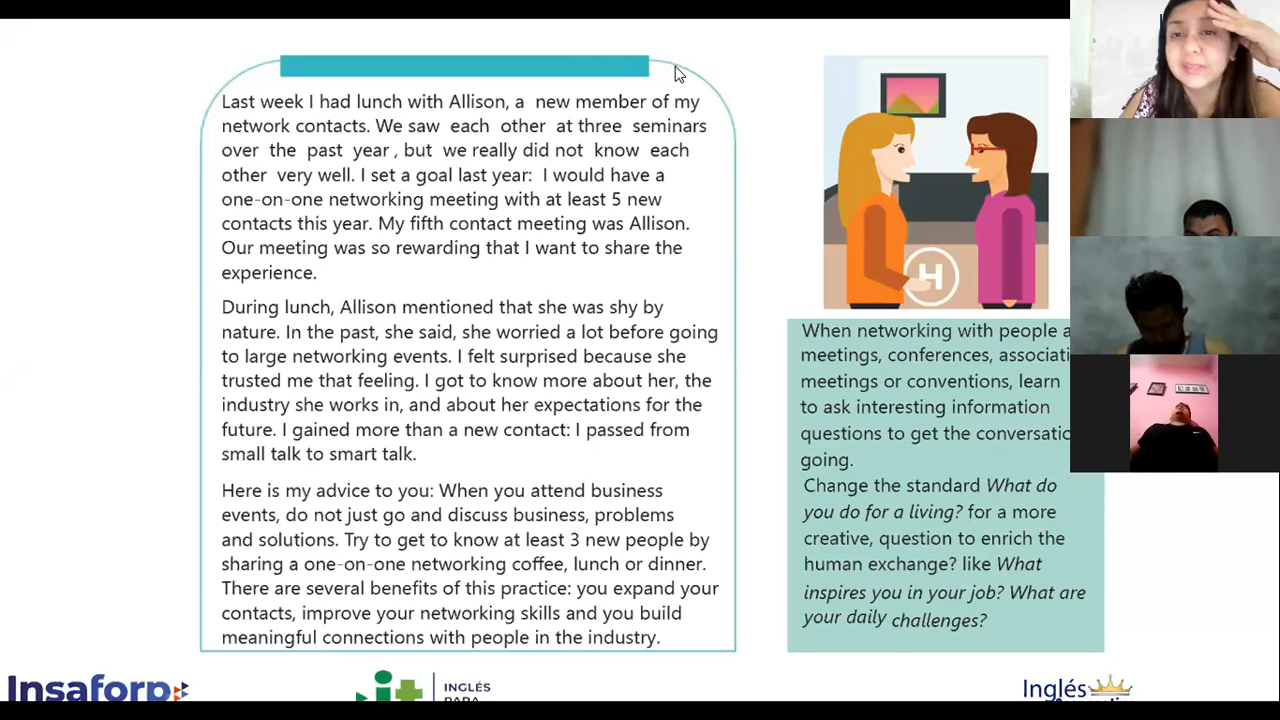 Last week I had lunch with Allison, a new member of my
network contacts. We saw each other at three seminars
over the past year , but we really did not know each
other very well. I set a goal last year: I would have a
one-on-one networking meeting with at least 5 new
contacts this year. My fifth contact meeting was Allison.
Our meeting was so rewarding that I want to share the
experience.
During lunch, Allison mentioned that she was shy by
nature. In the past, she said, she worried a lot before going
to large networking events. I felt surprised because she
trusted me that feeling. I got to know more about her, the
industry she works in, and about her expectations for the
future. I gained more than a new contact: I passed from
small talk to smart talk.
Here is my advice to you: When you attend business
events, do not just go and discuss business, problems
and solutions. Try to get to know at least 3 new people by
sharing a one-on-one networking coffee, lunch or dinner.
There are several benefits of this practice: you expand your
contacts, improve your networking skills and you build
meaningful connections with people in the industry.
H
When networking with people a
meetings, conferences, associati
meetings or conventions, learn
to ask interesting information
questions to get the conversatio
going.
Change the standard What do
you do for a living? for a more
creative, question to enrich the
human exchange? like What
inspires you in your job? What are
your daily challenges?
Insaforp
INGLÉS
PARA
Inglés